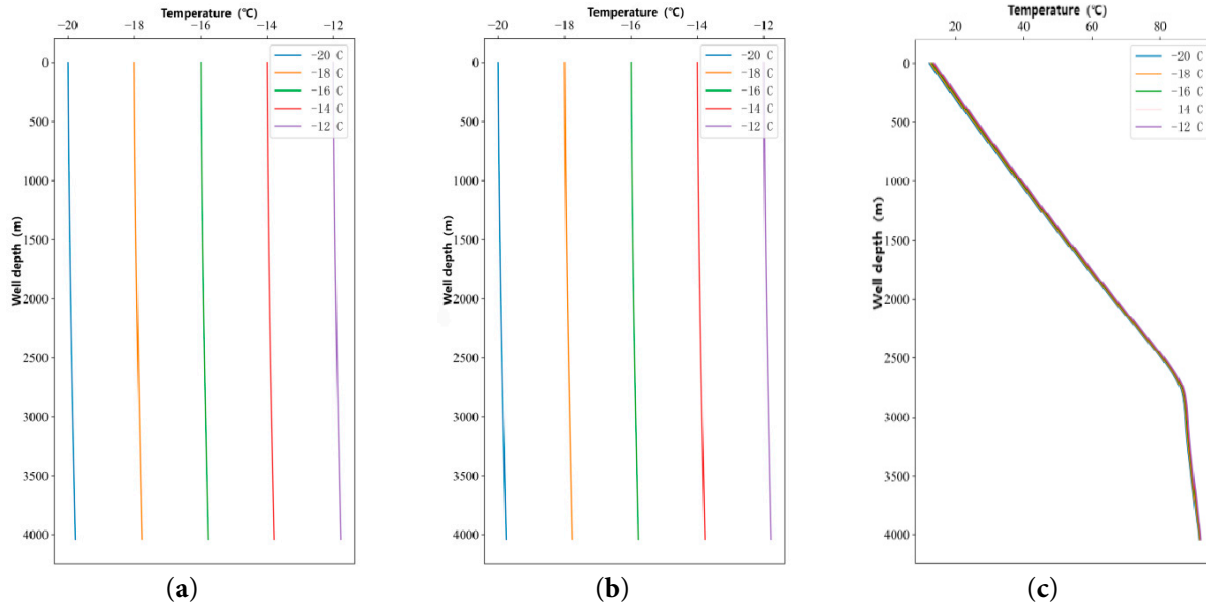 Temperature (℃)
−20 −18 −16 −14 −12
0
500
1000
1500
2000
2500
3000
3500
4000
Well depth (m)
-20 C
-18 C
-16 C
-14 C
-12 C
(a)
Temperature (℃)
−20 −18 −16 −14 −12
0
500
1000
1500
2000
2500
3000
3500
4000
Well depth (m)
-20 C
-18 C
-16 C
-14 C
-12 C
(b)
Temperature (℃)
20 40 60 80
0
500
1000
1500
2000
2500
3000
3500
4000
Well depth (m)
-20 C
-18 C
-16 C
14 C
-12 C
(c)